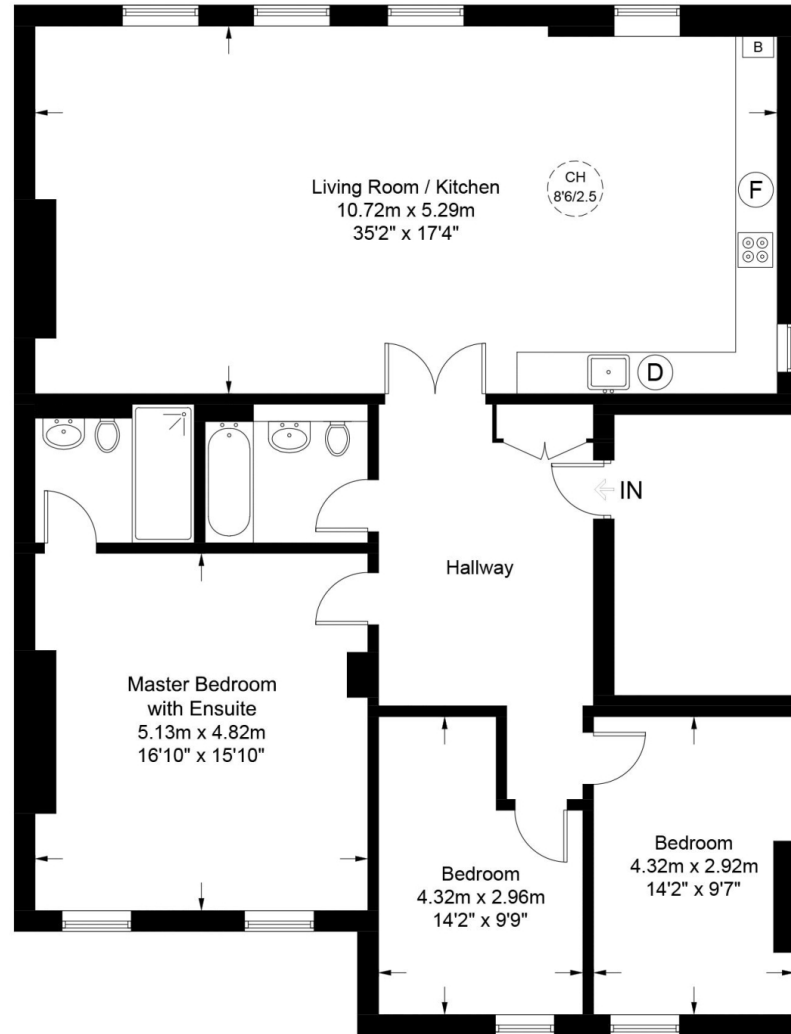 B
Living Room / Kitchen
10.72m x 5.29m
35'2" x 17'4"
CH
8'6/2.5
F
D
IN
Hallway
Master Bedroom
with Ensuite
5.13m x 4.82m
16'10" x 15'10"
Bedroom
4.32m x 2.96m
14'2" x 9'9"
Bedroom
4.32m x 2.92m
14'2" x 9'7"